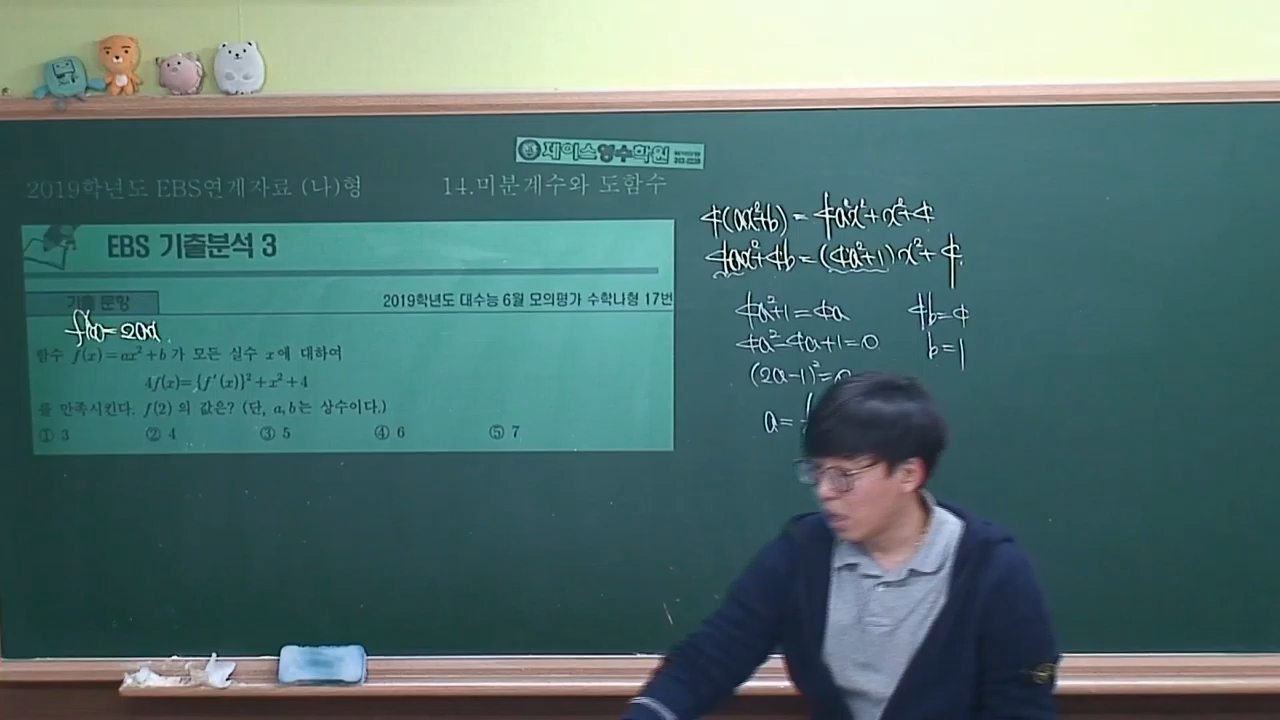 제이스영수학원
2019학년도 EBS연계자료 (나)형 14.미분계수와 도함수
EBS 기출분석 3
기출 문항
2019학년도 대수능 6월 모의평가 수학나형 17번
f'(x)=2ax
함수 f(x)=ax²+b가 모든 실수 x에 대하여
4f(x)={f'(x)}²+x²+4
를 만족시킨다. f(2)의 값은? (단, a, b는 상수이다.)
① 3 ② 4 ③ 5 ④ 6 ⑤ 7
4(ax²+b)=4a²x²+x²+4
4ax²+4b=(4a²+1)x²+4
4a²+1=4a
4a²-4a+1=0
(2a-1)²=0
a=
4b=4
b=1